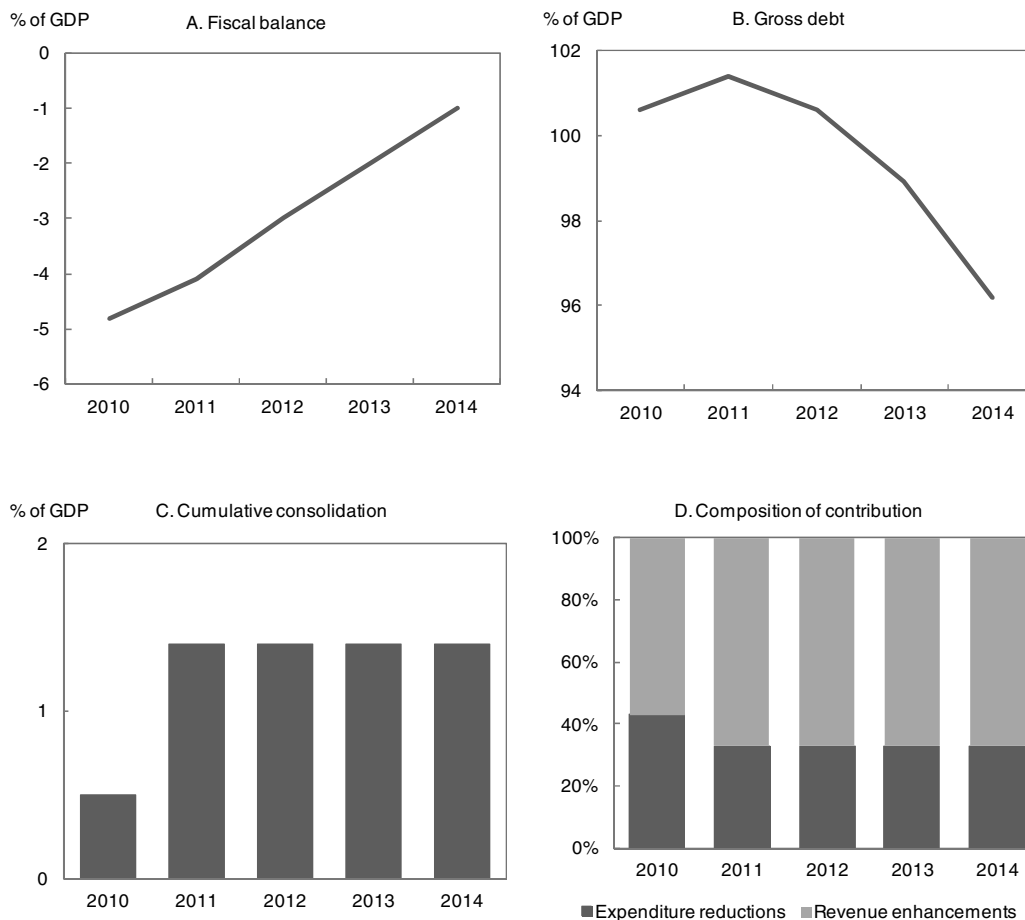 % of GDP
A. Fiscal balance
0
-1
-2
-3
-4
-5
-6
2010 2011 2012 2013 2014
% of GDP
B. Gross debt
102
100
98
96
94
2010 2011 2012 2013 2014
% of GDP
C. Cumulative consolidation
2
1
0
2010 2011 2012 2013 2014
D. Composition of contribution
100%
80%
60%
40%
20%
0%
2010 2011 2012 2013 2014
Expenditure reductions Revenue enhancements